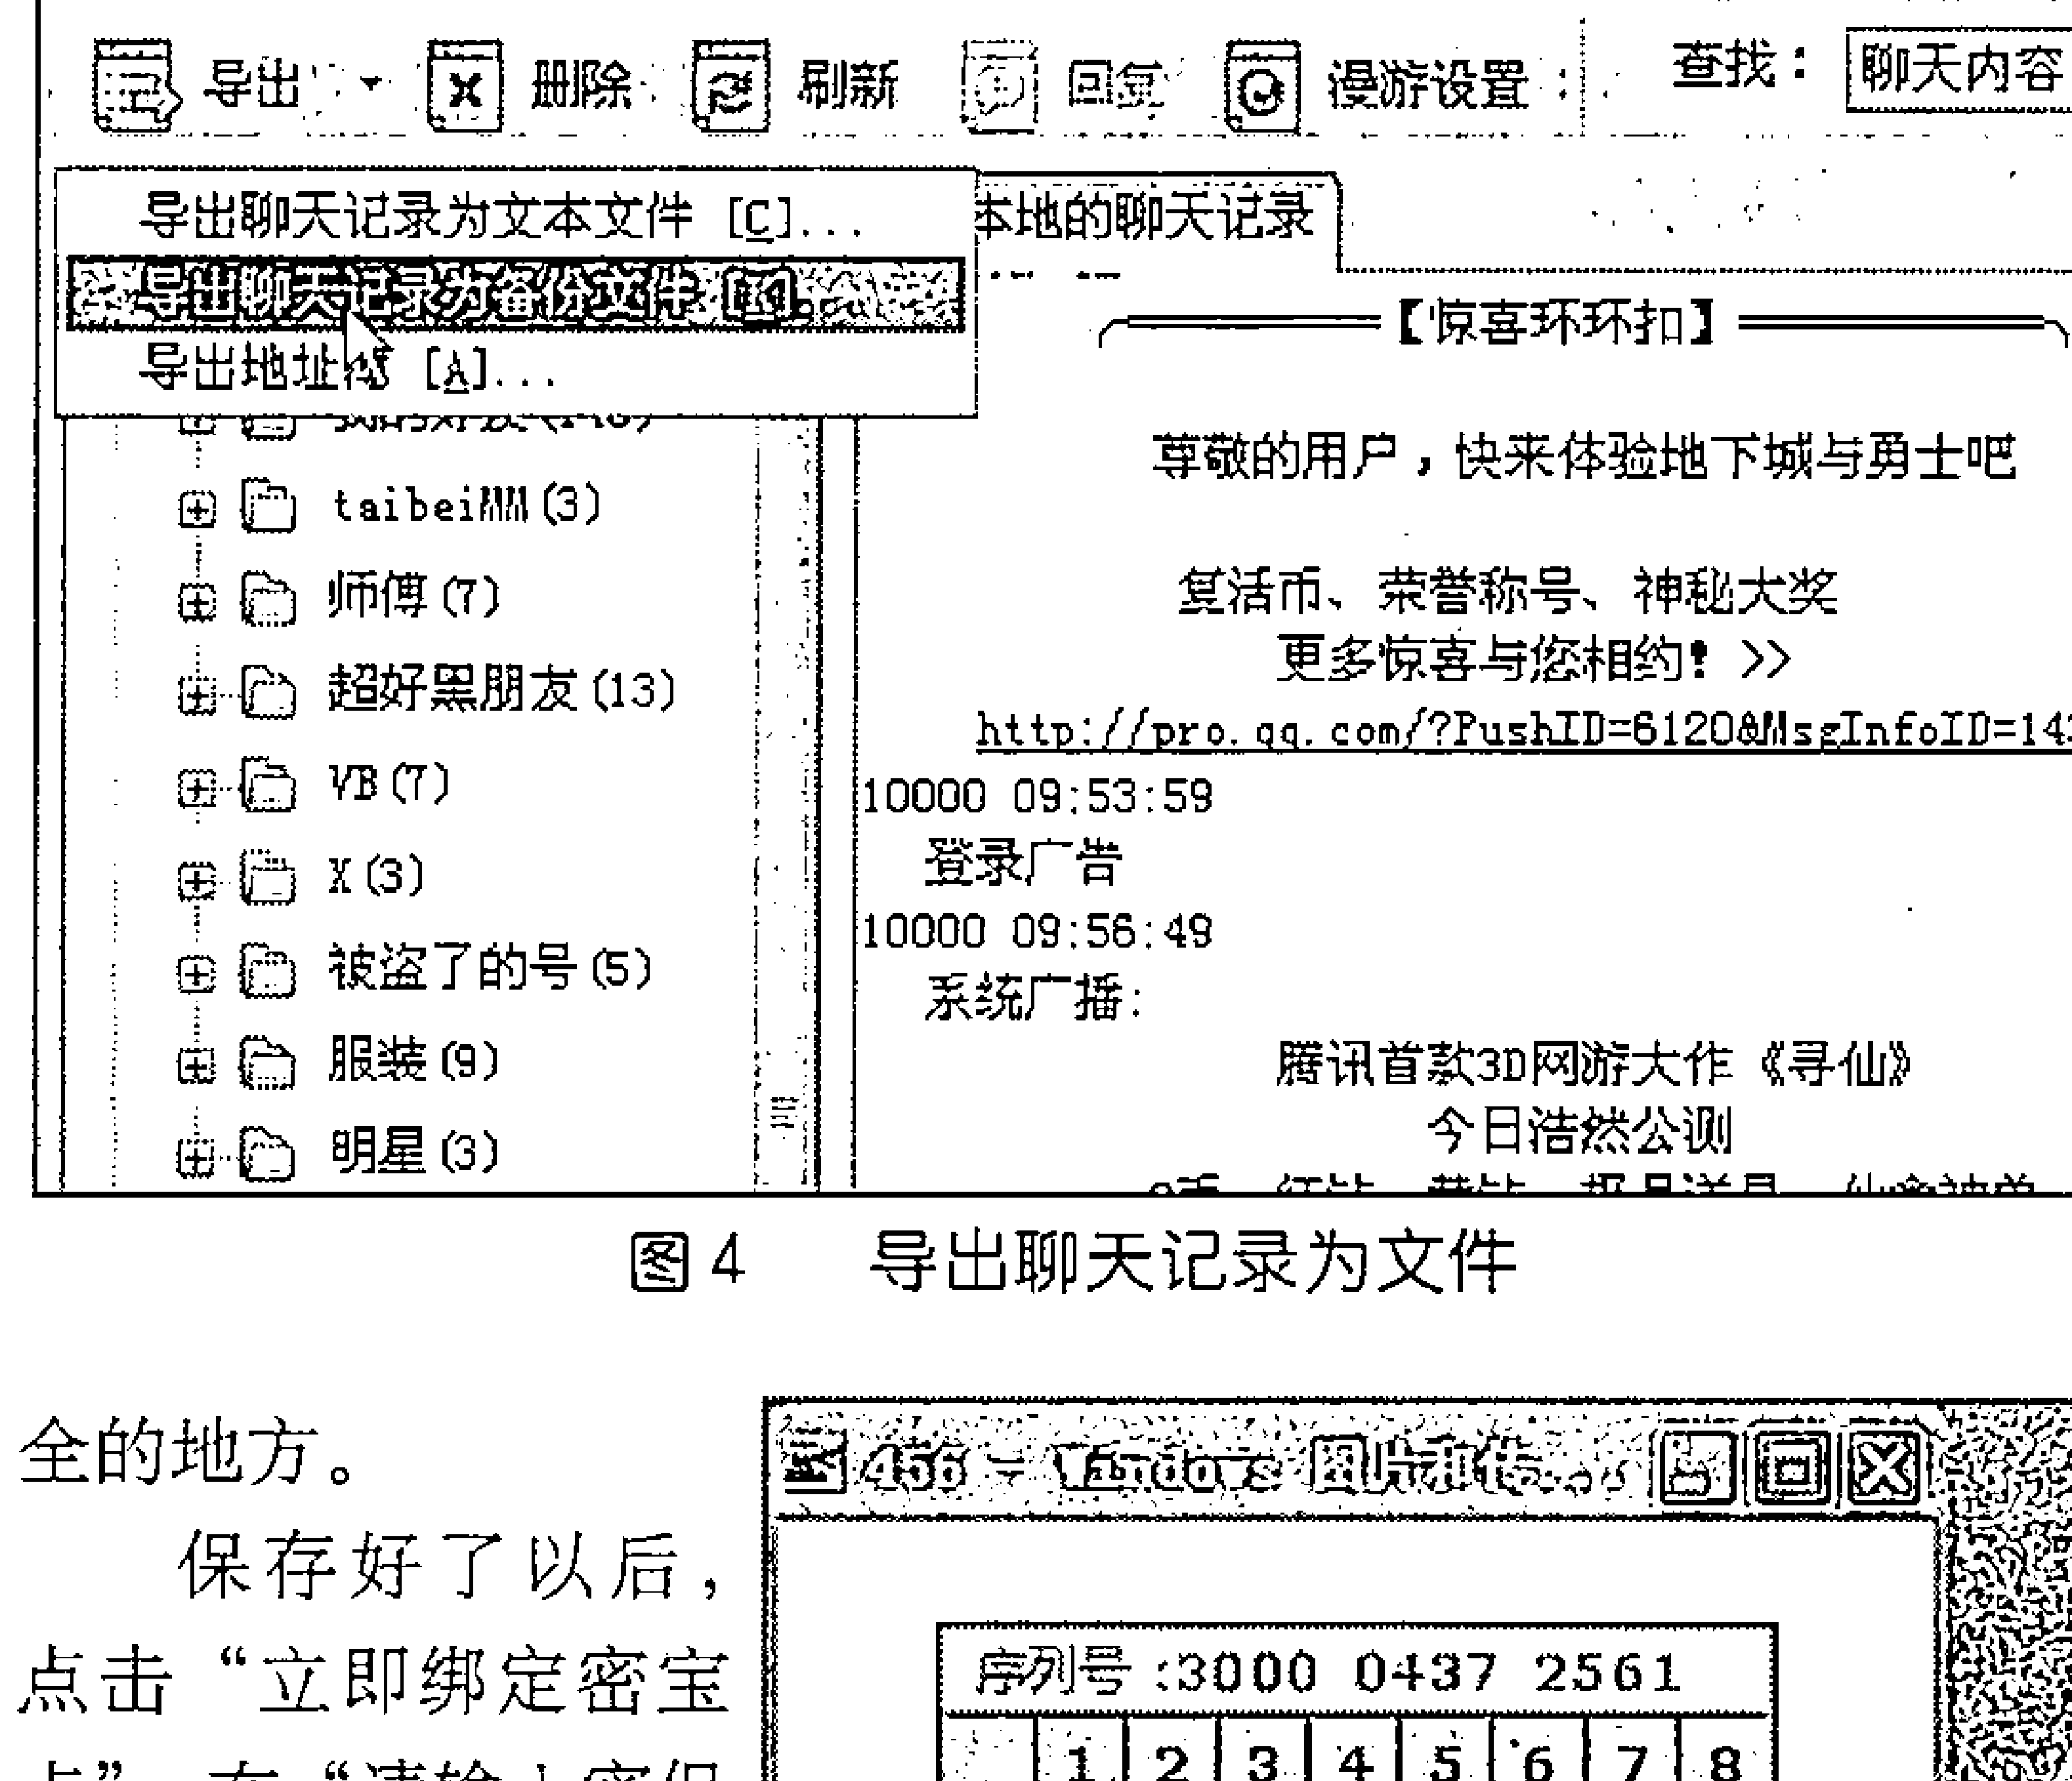 导出 删除 刷新 回复 漫游设置 查找： 聊天内容
导出聊天记录为文本文件 [C]...
导出聊天记录为备份文件
导出地址 [A]...
本地的聊天记录
taibeiMM(3)
师傅(7)
超好黑朋友(13)
VB(7)
X(3)
被盗了的号(5)
服装(9)
明星(3)
【惊喜环环扣】
尊敬的用户，快来体验地下城与勇士吧
复活币、荣誉称号、神秘大奖
更多惊喜与您相约！>>
http://pro.qq.com/?PushID=6120&MsgInfoID=143
10000 09:53:59
登录广告
10000 09:56:49
系统广播：
腾讯首款3D网游大作《寻仙》
今日浩然公测
图4 导出聊天记录为文件
全的地方。
保存好了以后，
点击“立即绑定密宝
456 - Windows 图片和传...
序列号:3000 0437 2561
1 2 3 4 5 6 7 8